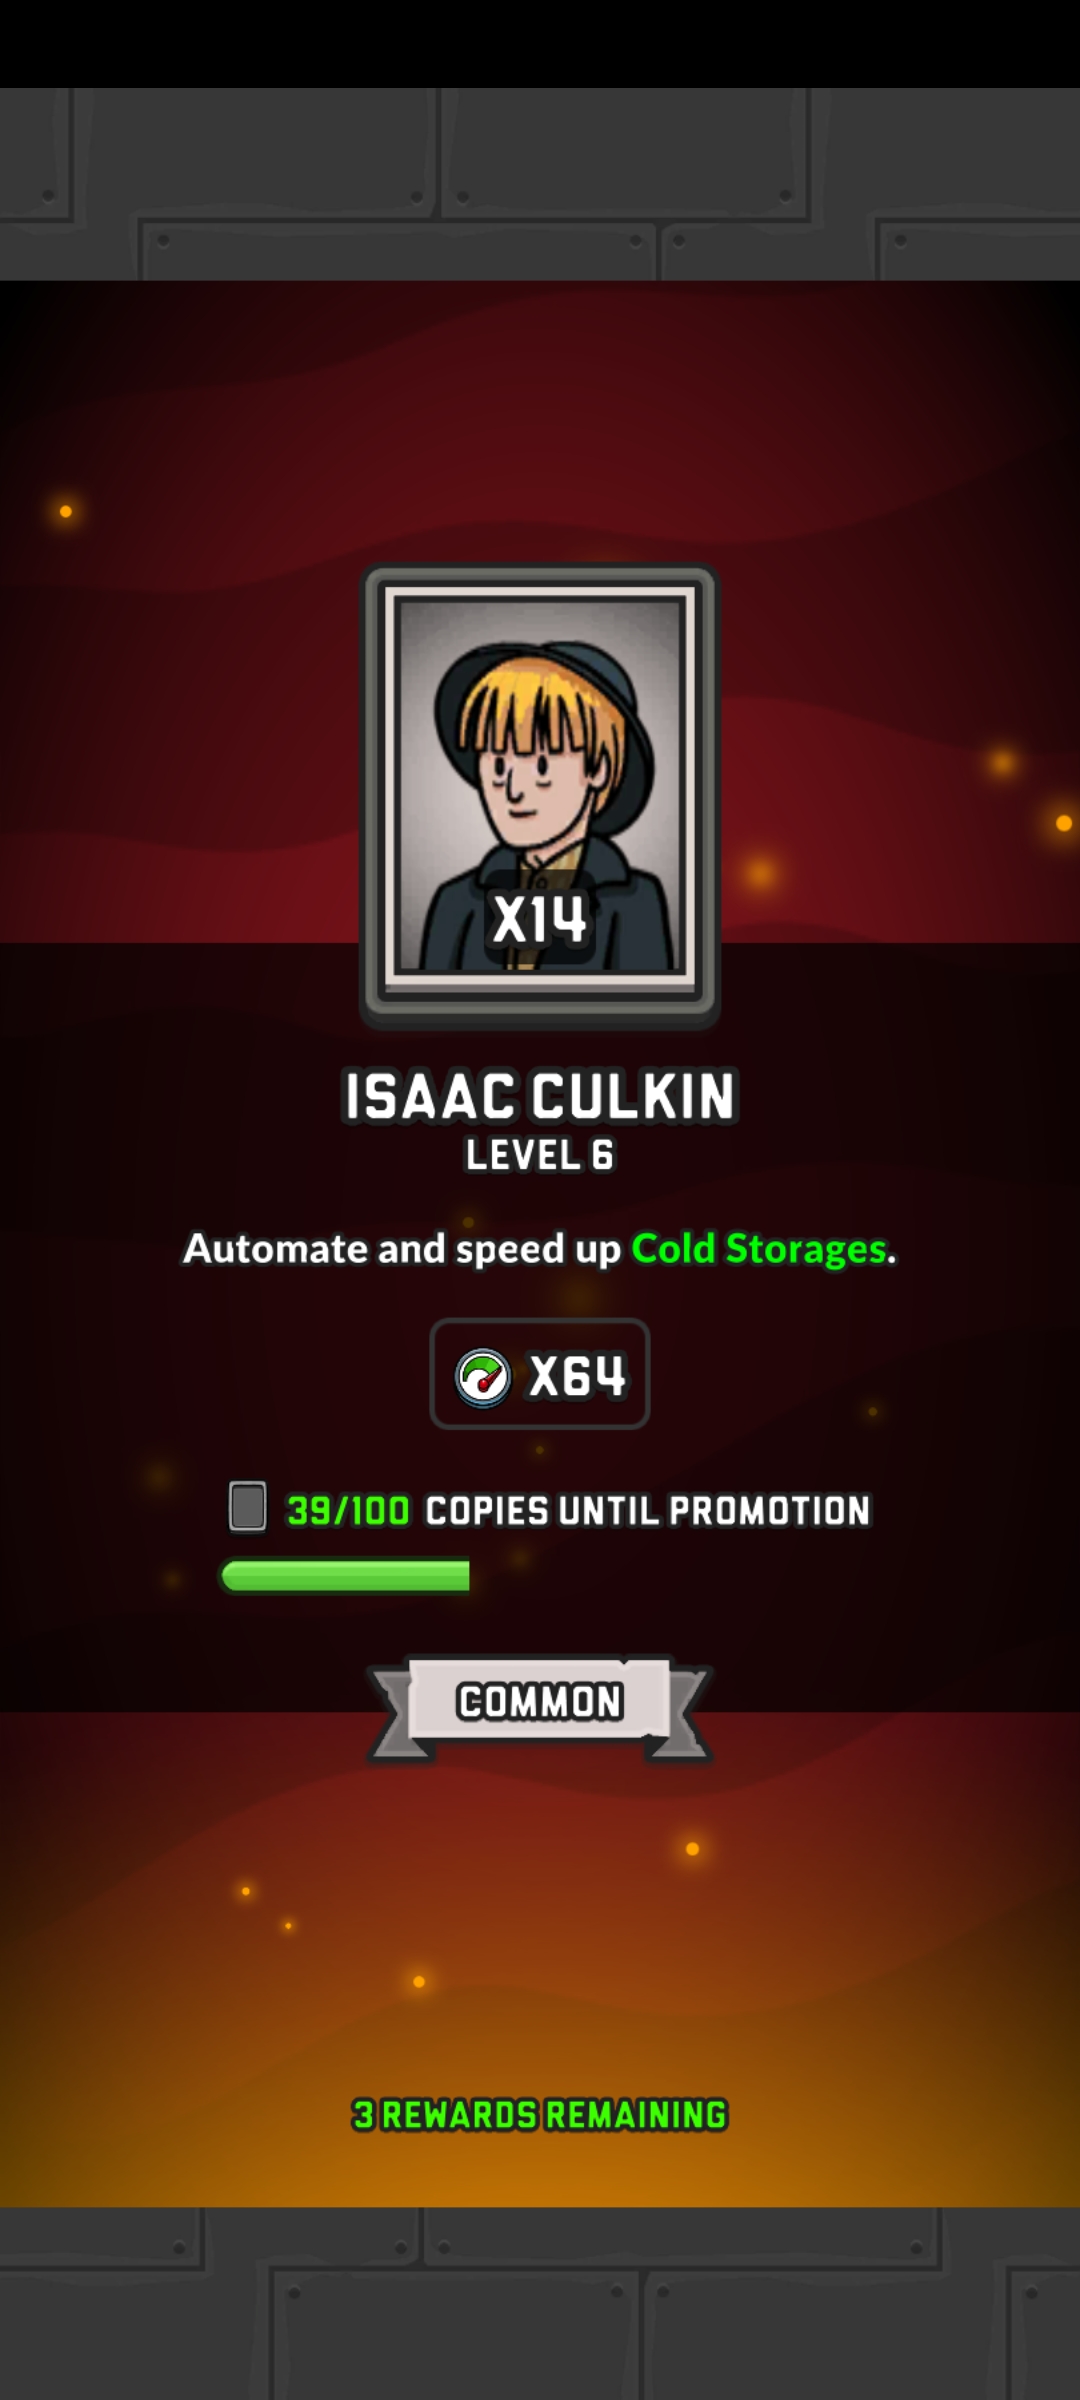 X14
ISAAC CULKIN
LEVEL 6
Automate and speed up Cold Storages.
X64
39/100 COPIES UNTIL PROMOTION
COMMON
3 REWARDS REMAINING